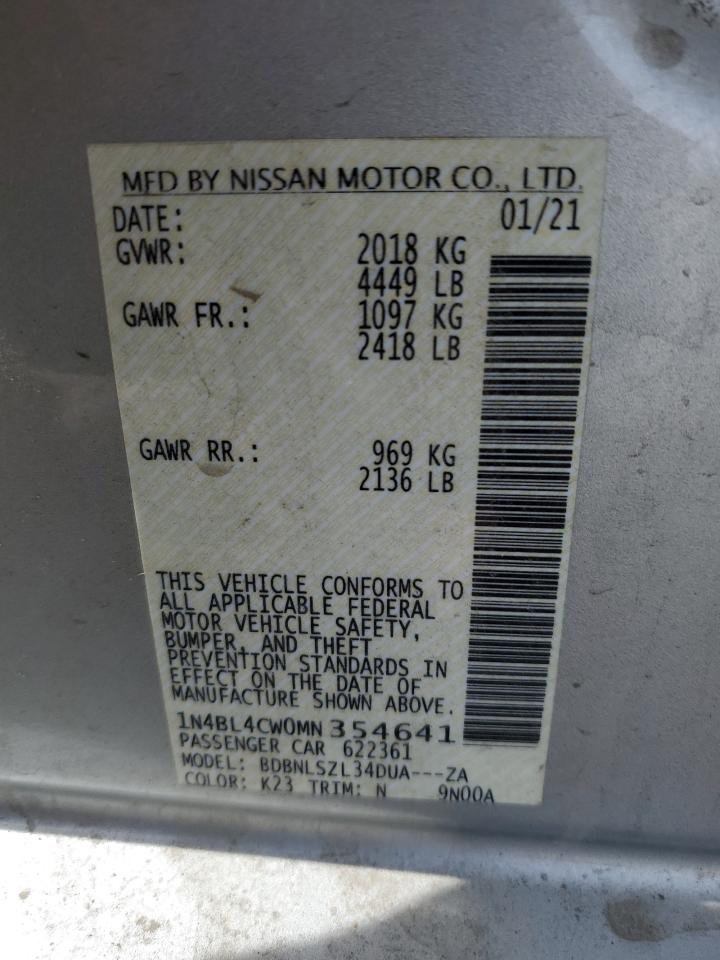 MFD BY NISSAN MOTOR CO., LTD.
DATE: 01/21
GVWR: 2018 KG
4449 LB
GAWR FR.: 1097 KG
2418 LB
GAWR RR.: 969 KG
2136 LB
THIS VEHICLE CONFORMS TO
ALL APPLICABLE FEDERAL
MOTOR VEHICLE SAFETY,
BUMPER, AND THEFT
PREVENTION STANDARDS IN
EFFECT ON THE DATE OF
MANUFACTURE SHOWN ABOVE.
1N4BL4CW0MN354641
PASSENGER CAR 622361
MODEL: BDBNLSZL34DUA---ZA
COLOR: K23 TRIM: N 9N00A